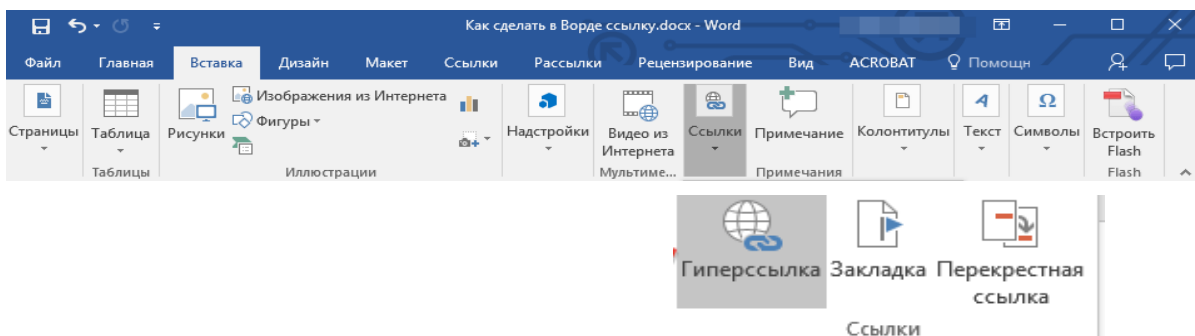 Как сделать в Ворде ссылку.docx - Word
Файл Главная Вставка Дизайн Макет Ссылки Рассылки Рецензирование Вид ACROBAT Помощн
Страницы Таблица Рисунки Изображения из Интернета Фигуры Надстройки Видео из Интернета Ссылки Примечание Колонтитулы Текст Символы Встроить Flash
Таблицы Иллюстрации Мультиме... Примечания Flash
Гиперссылка Закладка Перекрестная
ссылка
Ссылки